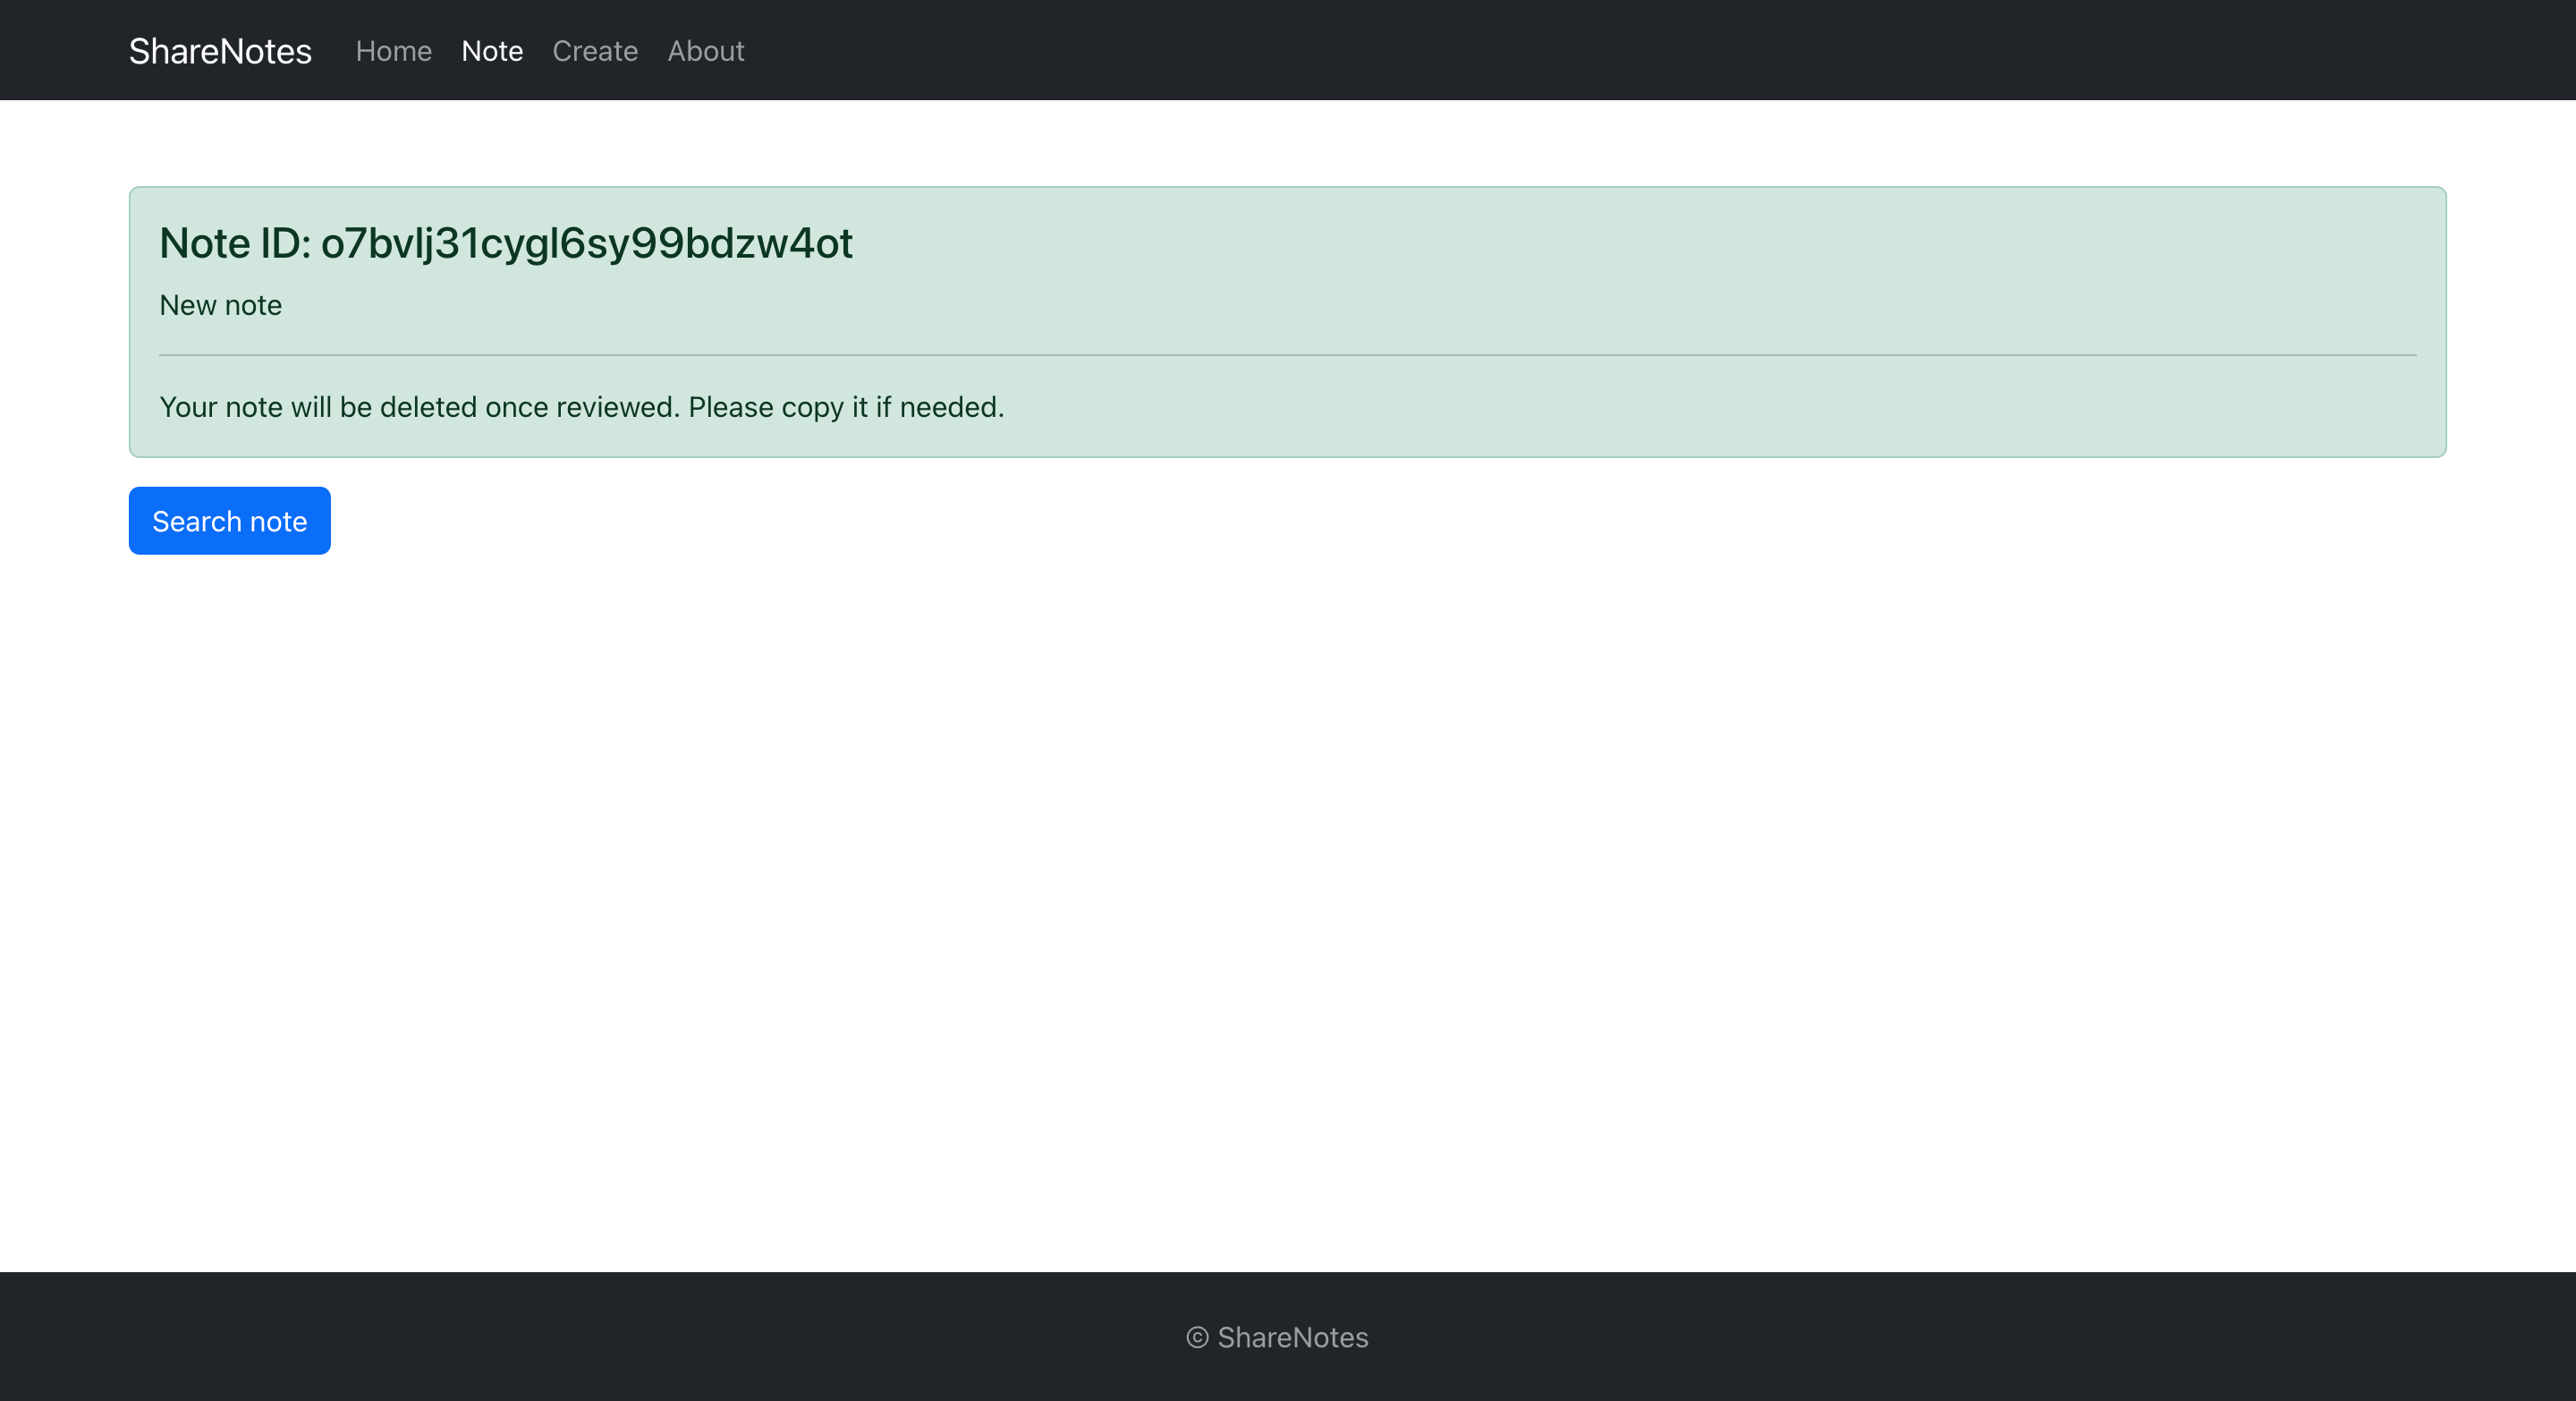 ShareNotes Home Note Create About
Note ID: o7bvlj31cygl6sy99bdzw4ot
New note
Your note will be deleted once reviewed. Please copy it if needed.
Search note
© ShareNotes